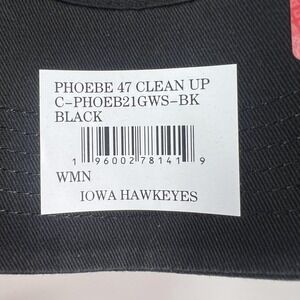 PHOEBE 47 CLEAN UP
C-PHOEB21GWS-BK
BLACK
1 96002 78141 9
WMN
IOWA HAWKEYES